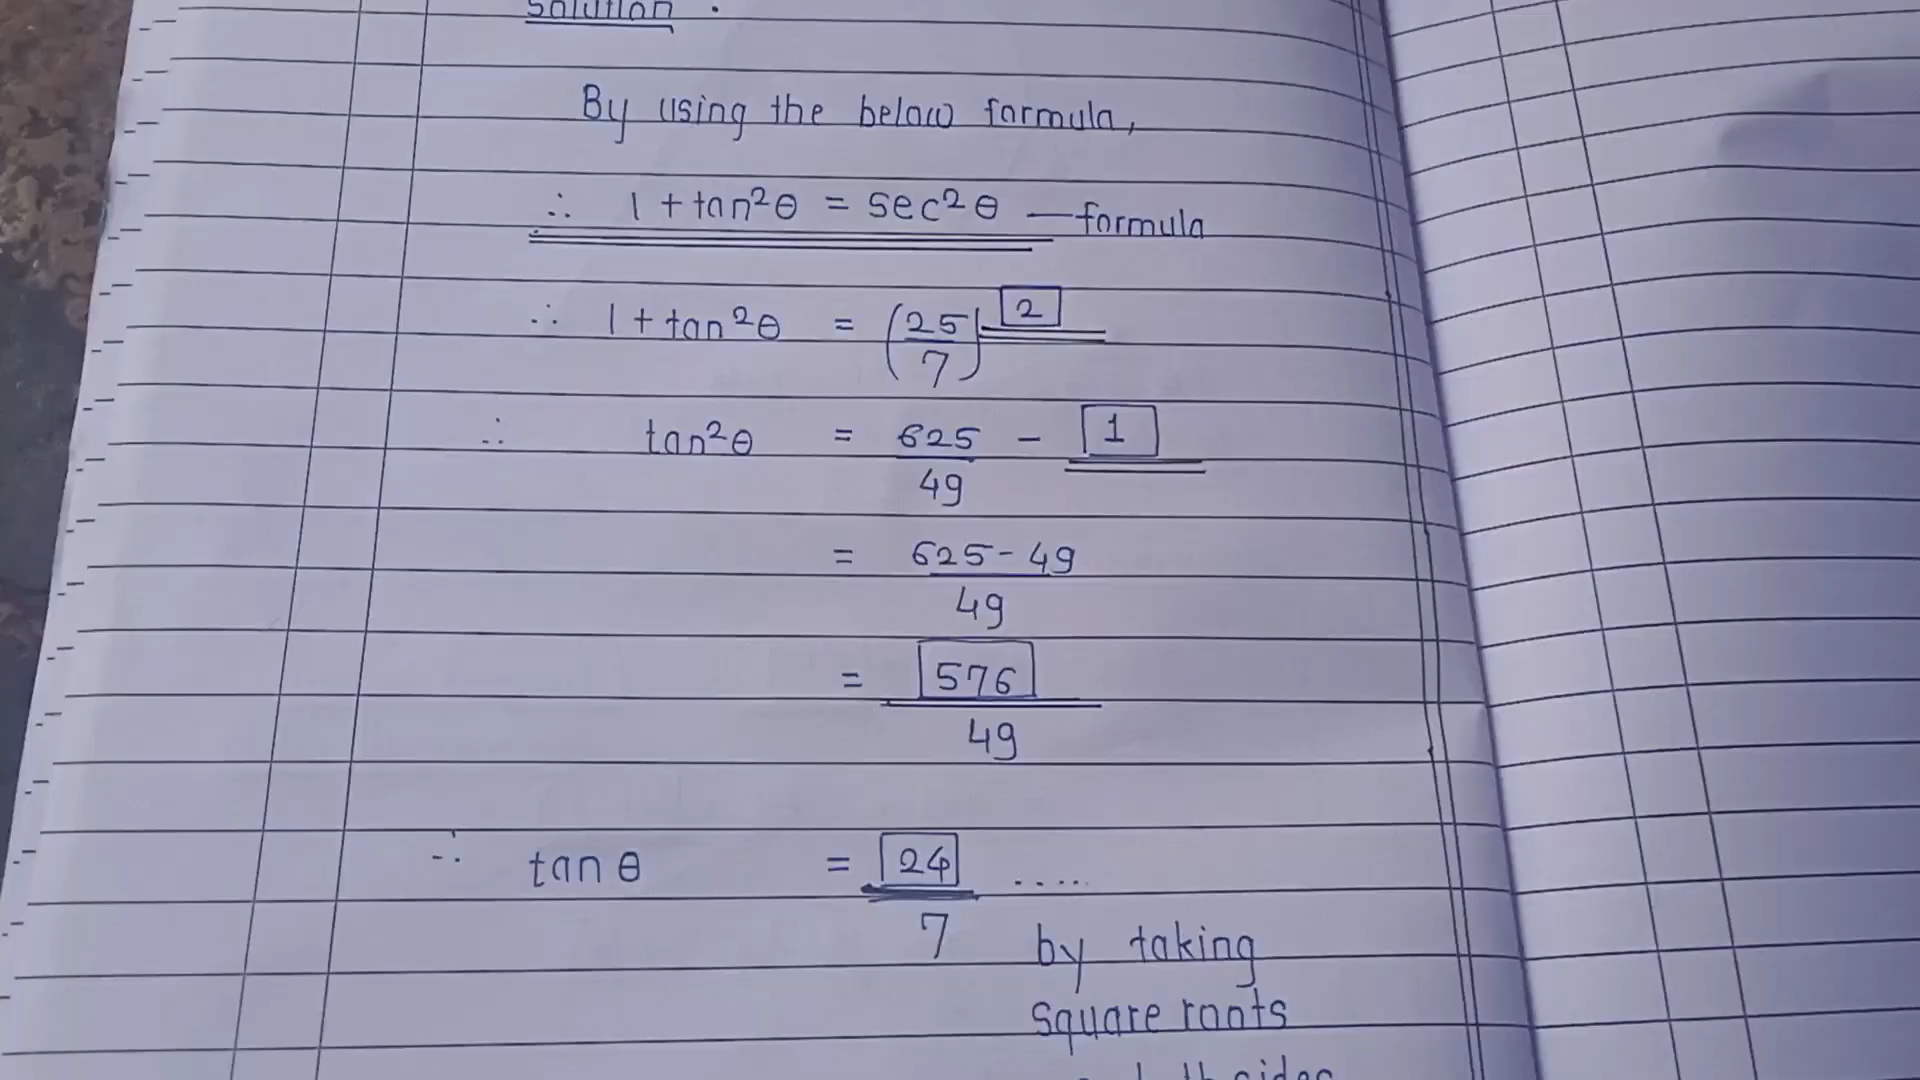 Solution .
By using the below formula,
∴ 1 + tan²θ = sec²θ — formula
∴ 1 + tan²θ = (25/7)^2
∴ tan²θ = 625/49 - 1
= 625 - 49/49
= 576/49
∴ tan θ = 24/7 .....
by taking
square roots